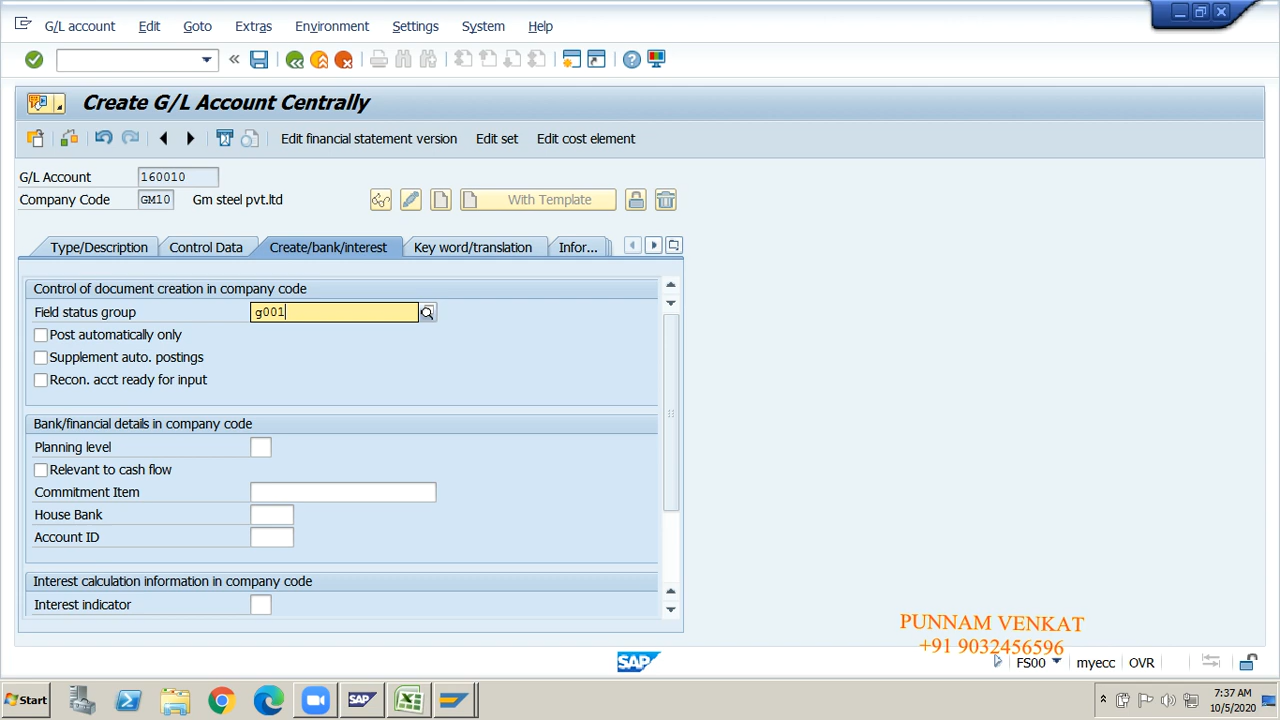 G/L account Edit Goto Extras Environment Settings System Help
Create G/L Account Centrally
Edit financial statement version Edit set Edit cost element
G/L Account 160010
Company Code GM10 Gm steel pvt.ltd With Template
Type/Description Control Data Create/bank/interest Key word/translation Infor...
Control of document creation in company code
Field status group g001
Post automatically only
Supplement auto. postings
Recon. acct ready for input
Bank/financial details in company code
Planning level
Relevant to cash flow
Commitment Item
House Bank
Account ID
Interest calculation information in company code
Interest indicator
PUNNAM VENKAT
+91 9032456596
SAP FS00 myecc OVR
Start SAP 7:37 AM
10/5/2020